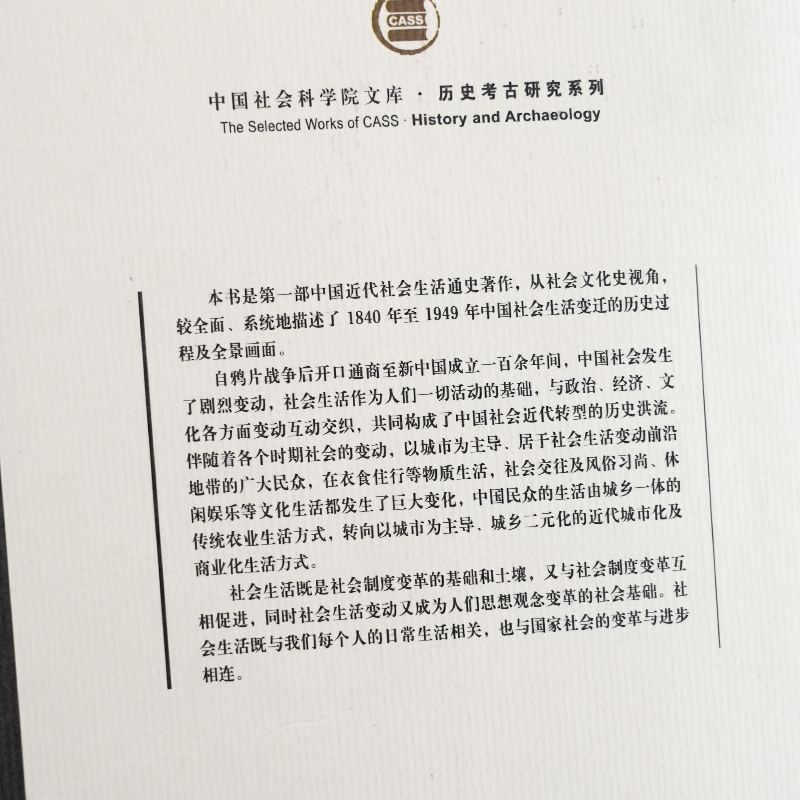 CASS
中国社会科学院文库·历史考古研究系列
The Selected Works of CASS · History and Archaeology
本书是第一部中国近代社会生活通史著作，从社会文化史视角，
较全面、系统地描述了 1840 年至 1949 年中国社会生活变迁的历史过
程及全景画面。
自鸦片战争后开口通商至新中国成立一百余年间，中国社会发生
了剧烈变动，社会生活作为人们一切活动的基础，与政治、经济、文
化各方面变动互动交织，共同构成了中国社会近代转型的历史洪流。
伴随着各个时期社会的变动，以城市为主导、居于社会生活变动前沿
地带的广大民众，在衣食住行等物质生活，社会交往及风俗习尚、休
闲娱乐等文化生活都发生了巨大变化，中国民众的生活由城乡一体的
传统农业生活方式，转向以城市为主导、城乡二元化的近代城市化及
商业化生活方式。
社会生活既是社会制度变革的基础和土壤，又与社会制度变革互
相促进，同时社会生活变动又成为人们思想观念变革的社会基础。社
会生活既与我们每个人的日常生活相关，也与国家社会的变革与进步
相连。